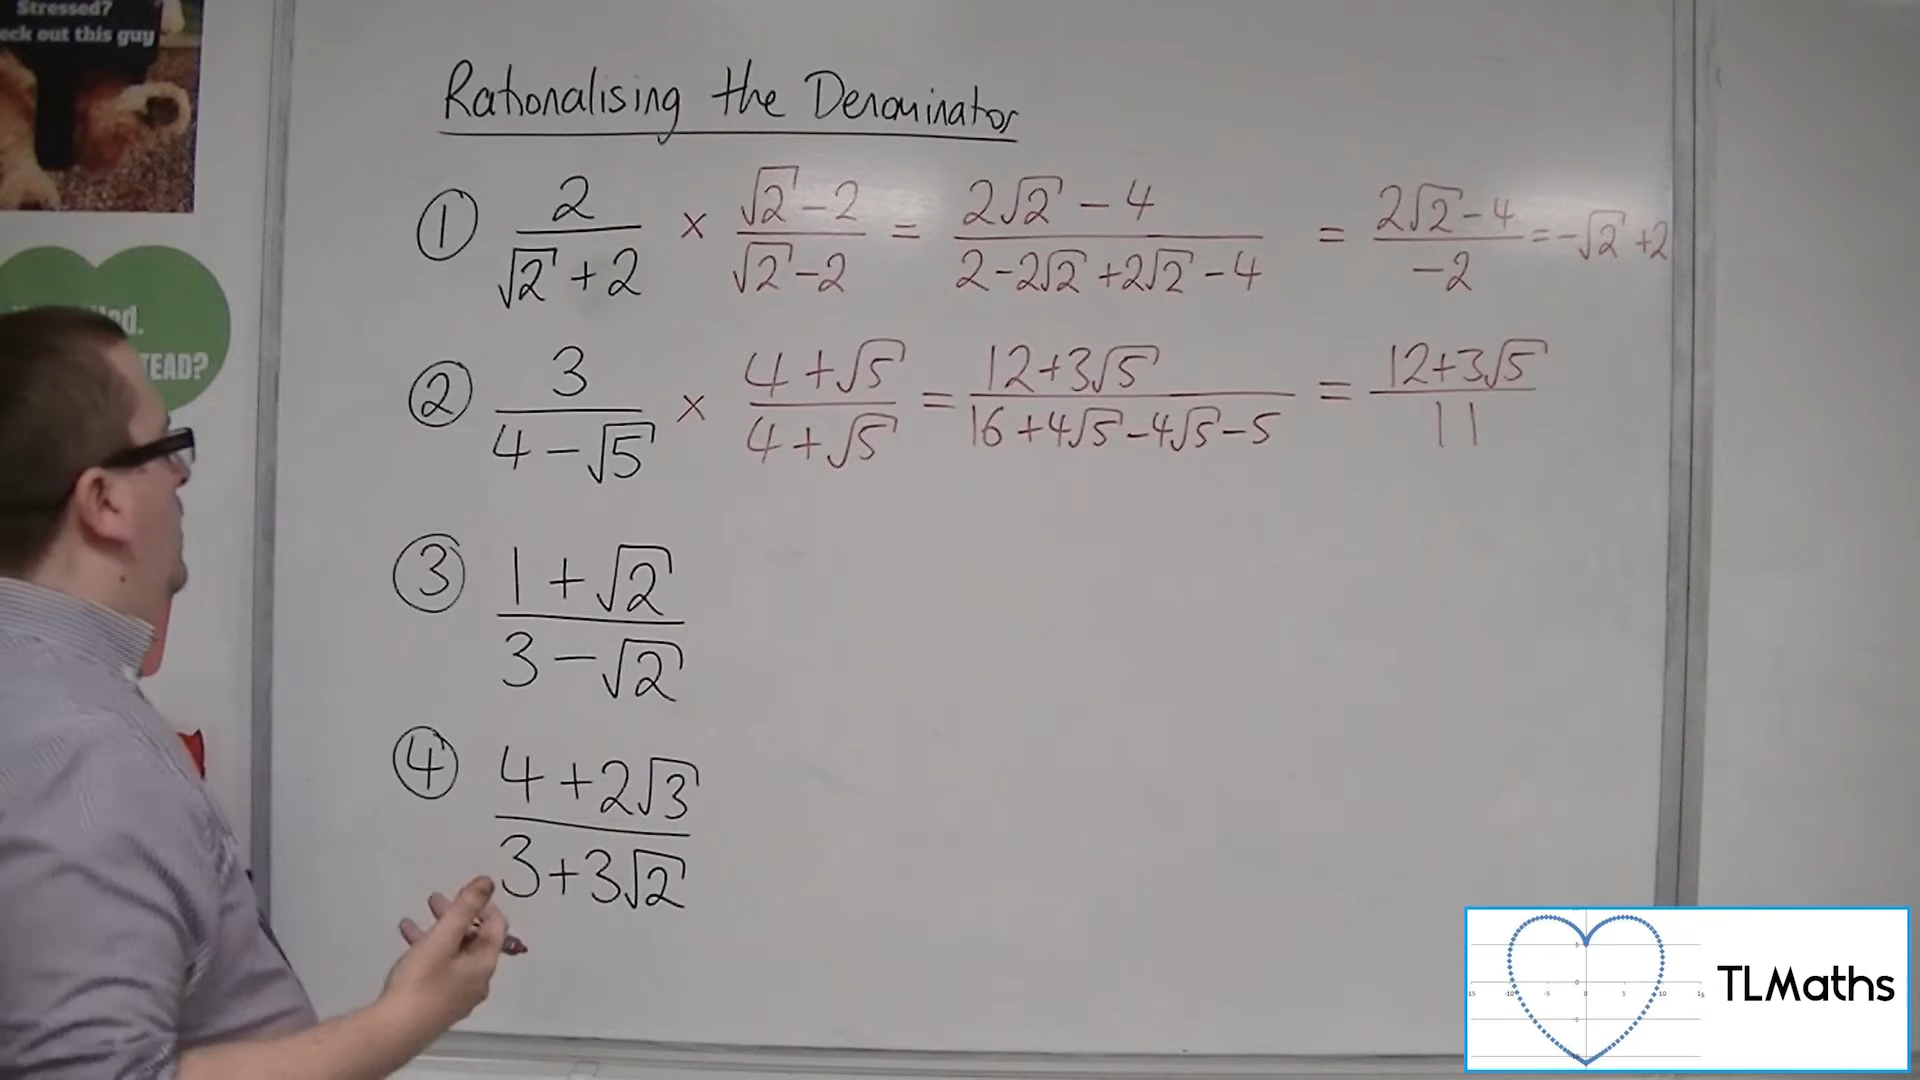 Stressed?
eck out this guy
TEAD?
Rationalising the Denominator
① 2/(√2+2) × (√2-2)/(√2-2) = (2√2-4)/(2-2√2+2√2-4) = (2√2-4)/-2 = -√2+2
② 3/(4-√5) × (4+√5)/(4+√5) = (12+3√5)/(16+4√5-4√5-5) = (12+3√5)/11
③ (1+√2)/(3-√2)
④ (4+2√3)/(3+3√2)
TLMaths